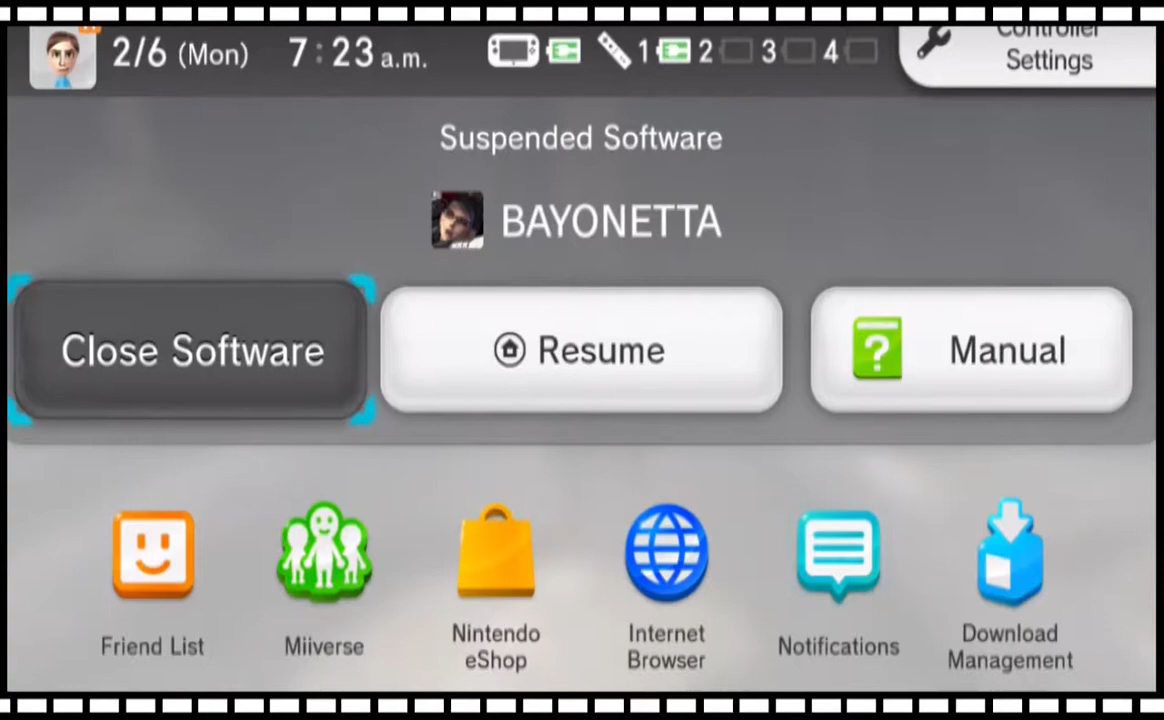 2/6 (Mon) 7:23 a.m. 1 2 3 4
Controller
Settings
Suspended Software
BAYONETTA
Close Software
Resume
? Manual
Friend List
Miiverse
Nintendo
eShop
Internet
Browser
Notifications
Download
Management